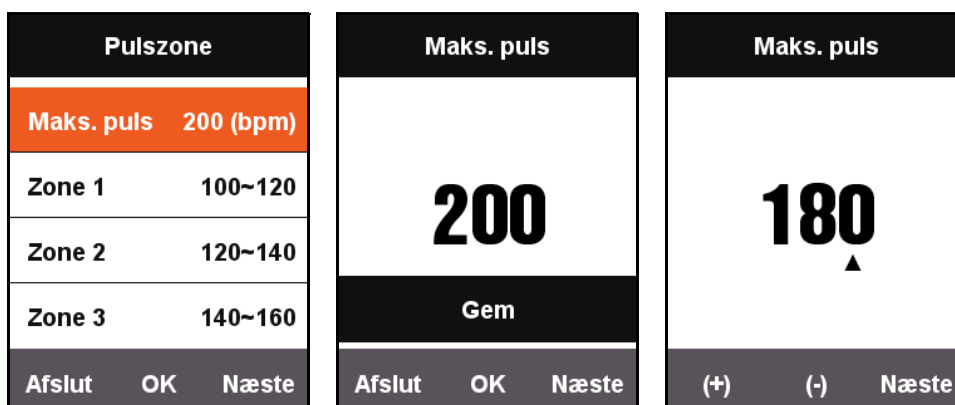 Pulszone
Maks. puls 200 (bpm)
Zone 1 100~120
Zone 2 120~140
Zone 3 140~160
Afslut OK Næste
Maks. puls
200
Gem
Afslut OK Næste
Maks. puls
180
(+) (-) Næste